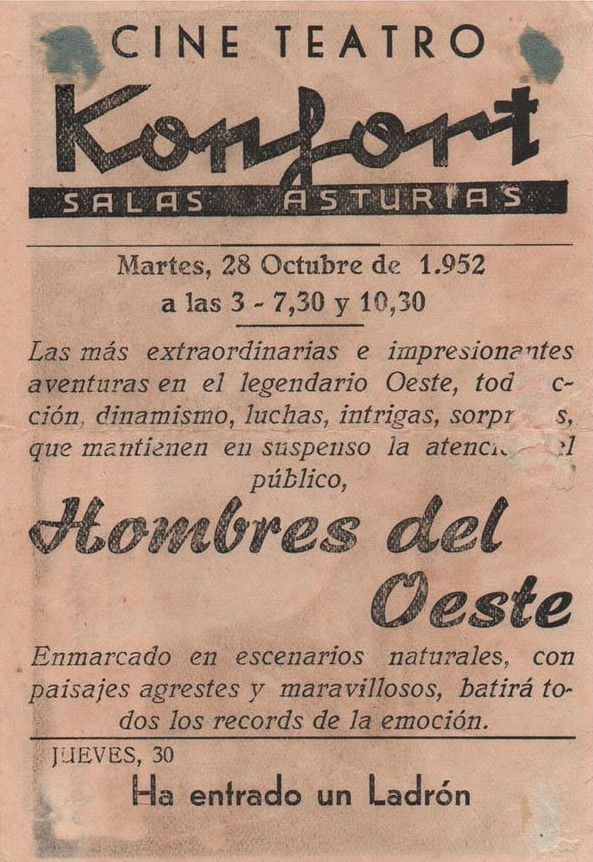 CINE TEATRO
Konfort
SALAS ASTURIAS
Martes, 28 Octubre de 1.952
a las 3 - 7,30 y 10,30
Las más extraordinarias e impresionantes
aventuras en el legendario Oeste,
ción, dinamismo, luchas, intrigas,
que mantienen en suspenso la
público,
Hombres del
Oeste
Enmarcado en escenarios naturales, con
paisajes agrestes y maravillosos, batirá to-
dos los records de la emoción.
JUEVES, 30
Ha entrado un Ladrón